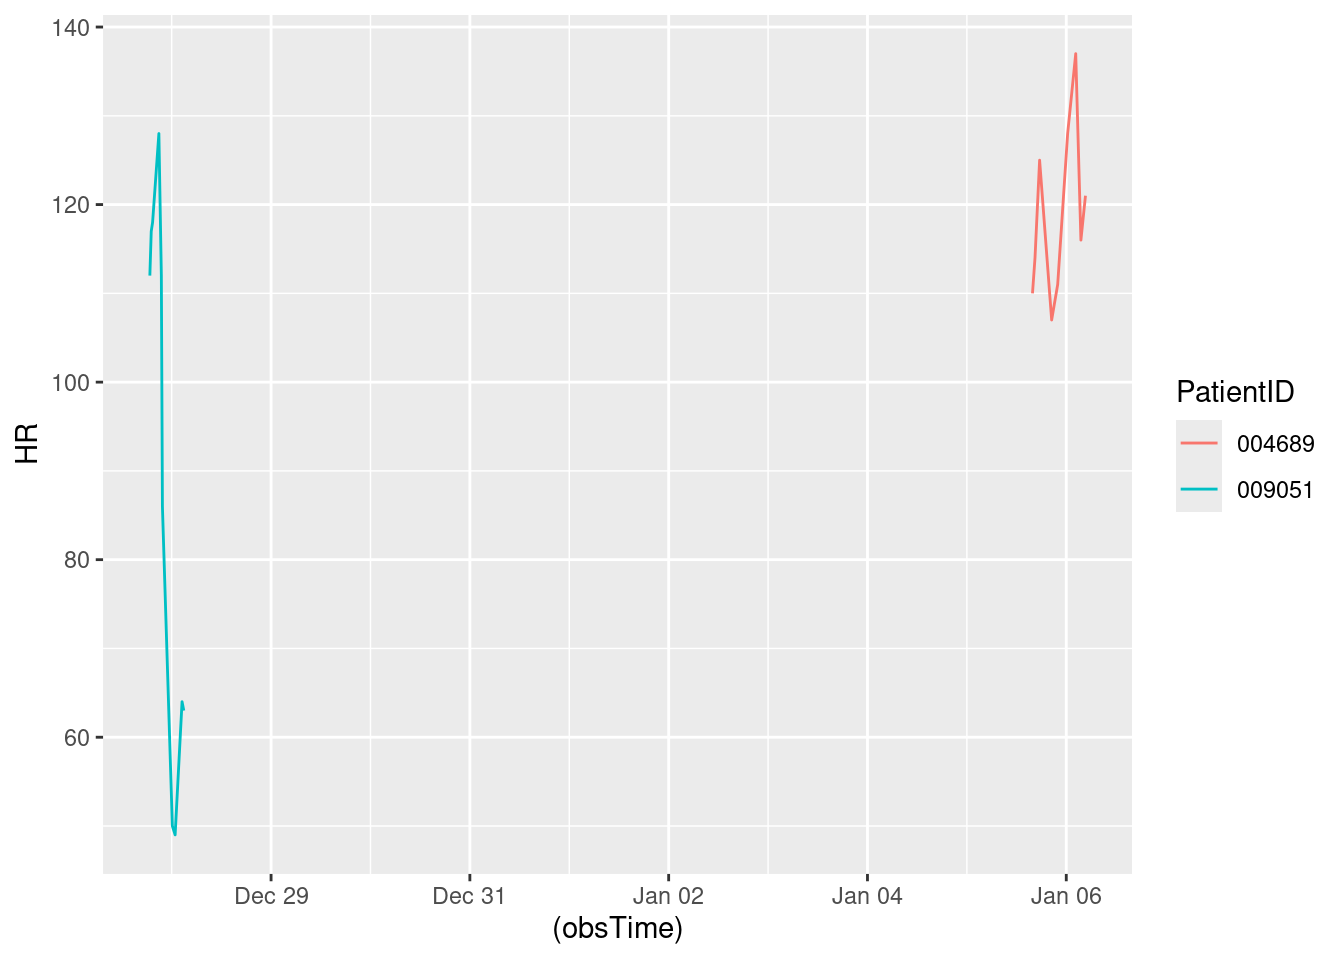 140
120
100
80
60
HR
Dec 29
Dec 31
Jan 02
Jan 04
Jan 06
(obsTime)
PatientID
004689
009051